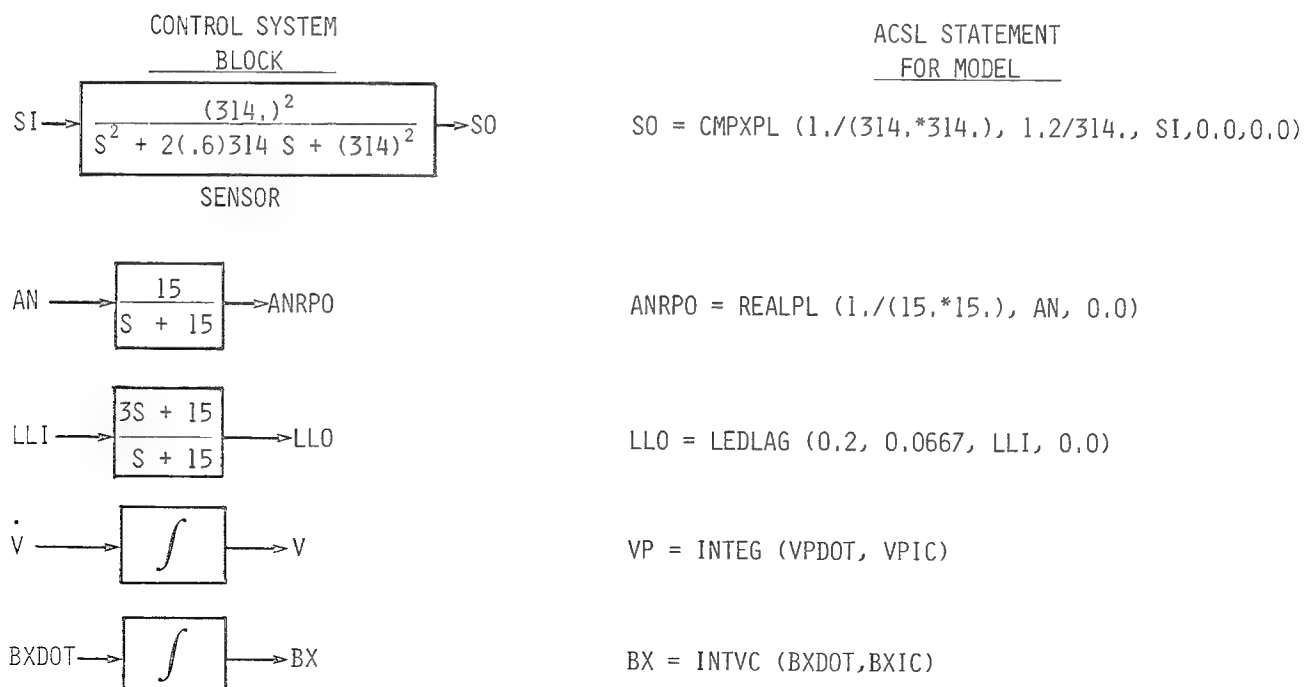 CONTROL SYSTEM
BLOCK
ACSL STATEMENT
FOR MODEL
SI
(314.)²
S² + 2(.6)314 S + (314)²
SO
SENSOR
SO = CMPXPL (1./(314.*314.), 1.2/314., SI,0.0,0.0)
AN
15
S + 15
ANRPO
ANRPO = REALPL (1./(15.*15.), AN, 0.0)
LLI
3S + 15
S + 15
LLO
LLO = LEDLAG (0.2, 0.0667, LLI, 0.0)
V̇
∫
V
VP = INTEG (VPDOT, VPIC)
BXDOT
∫
BX
BX = INTVC (BXDOT,BXIC)